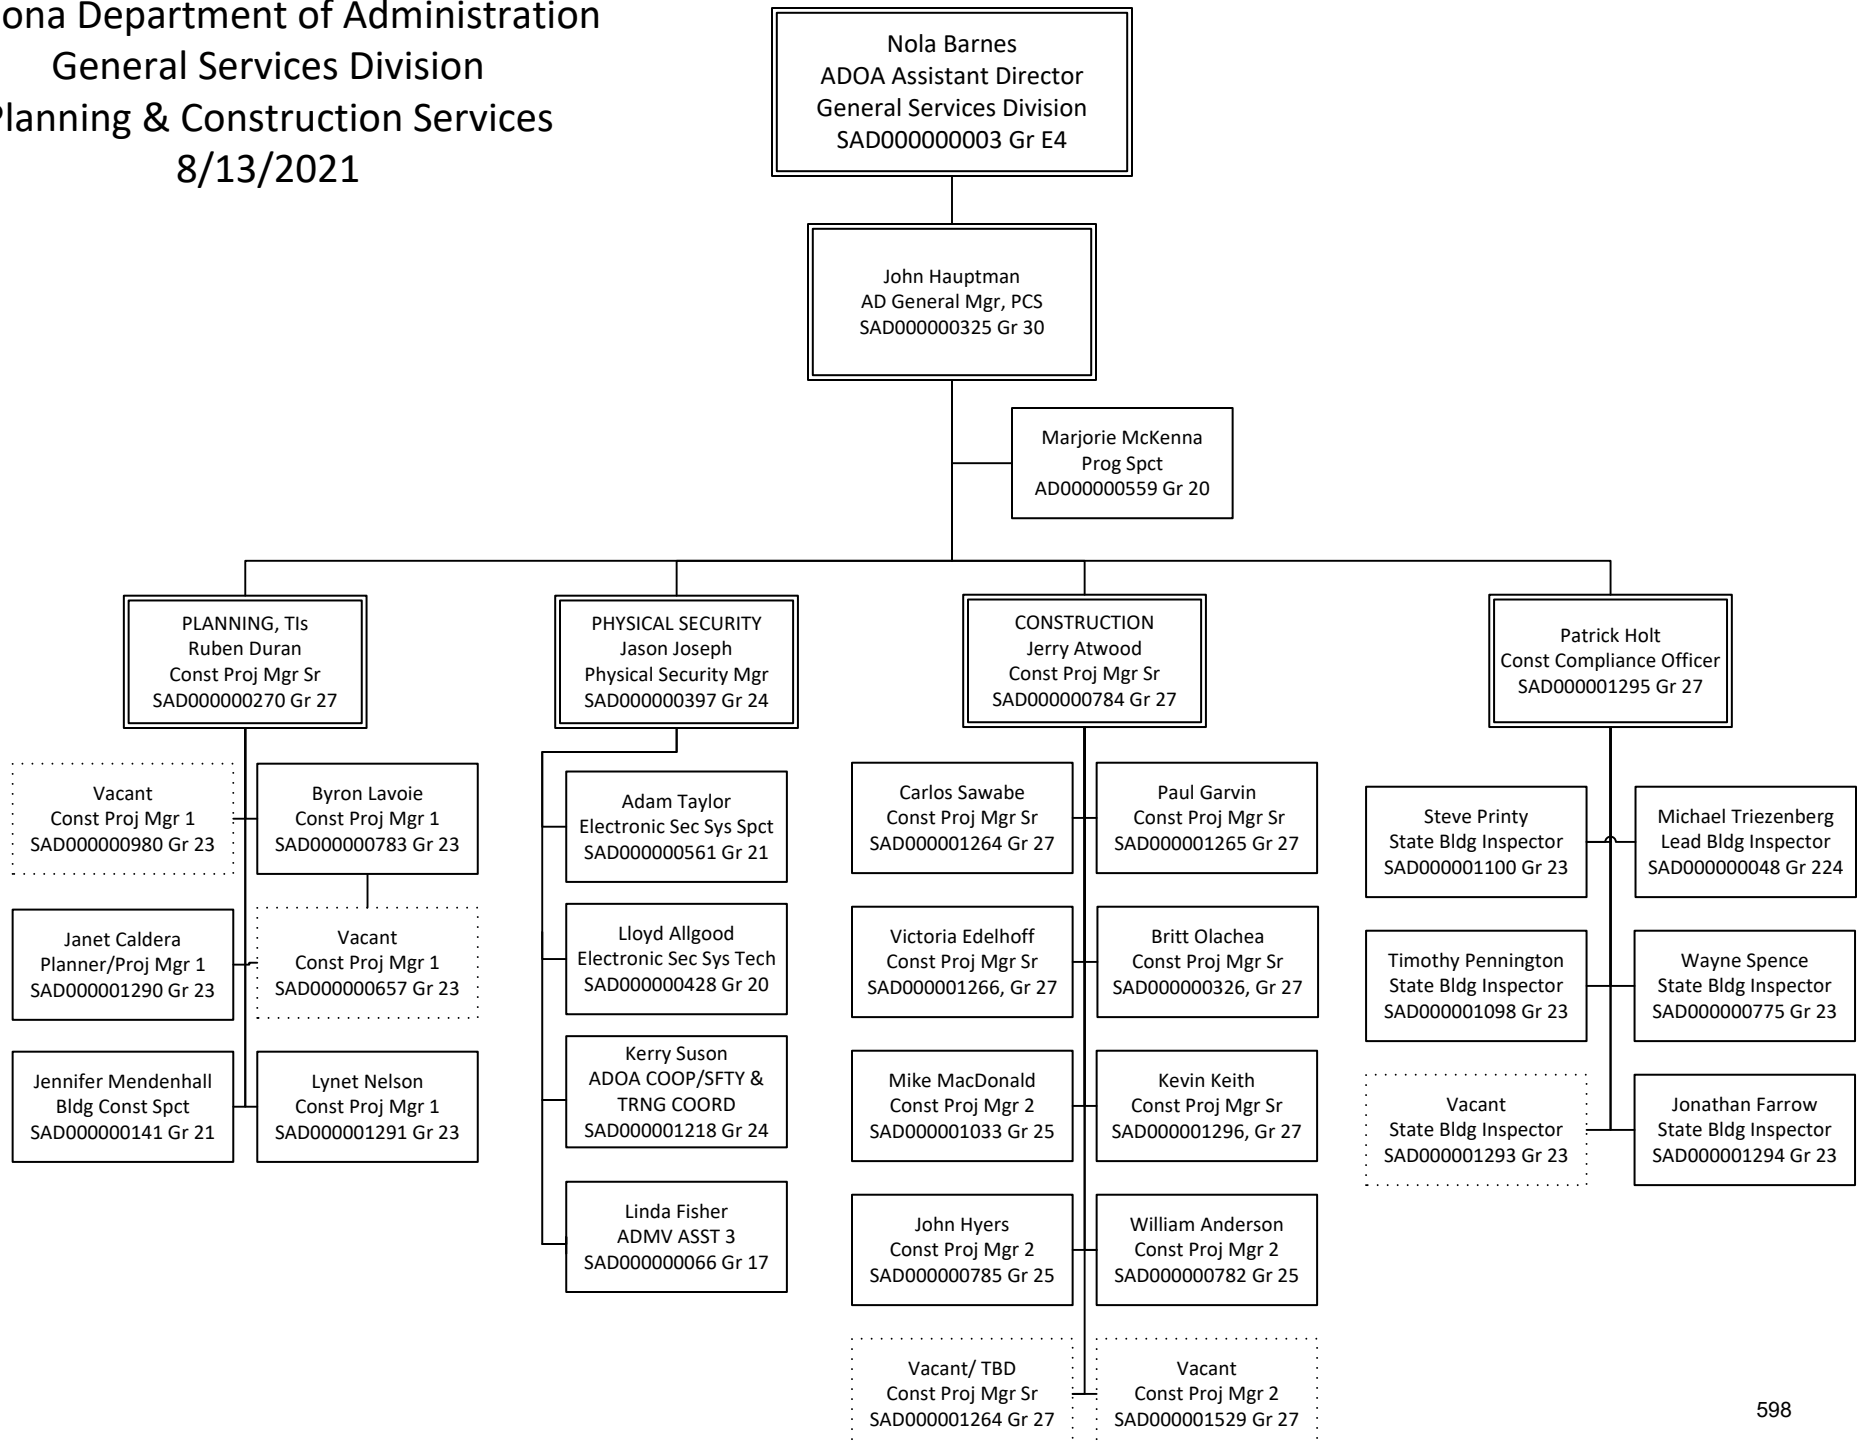 ona Department of Administration
General Services Division
Planning & Construction Services
8/13/2021
Nola Barnes
ADOA Assistant Director
General Services Division
SAD000000003 Gr E4
John Hauptman
AD General Mgr, PCS
SAD000000325 Gr 30
Marjorie McKenna
Prog Spct
AD000000559 Gr 20
PLANNING, TIs
Ruben Duran
Const Proj Mgr Sr
SAD000000270 Gr 27
PHYSICAL SECURITY
Jason Joseph
Physical Security Mgr
SAD000000397 Gr 24
CONSTRUCTION
Jerry Atwood
Const Proj Mgr Sr
SAD000000784 Gr 27
Patrick Holt
Const Compliance Officer
SAD000001295 Gr 27
Vacant
Const Proj Mgr 1
SAD000000980 Gr 23
Byron Lavoie
Const Proj Mgr 1
SAD000000783 Gr 23
Janet Caldera
Planner/Proj Mgr 1
SAD000001290 Gr 23
Vacant
Const Proj Mgr 1
SAD000000657 Gr 23
Jennifer Mendenhall
Bldg Const Spct
SAD000000141 Gr 21
Lynet Nelson
Const Proj Mgr 1
SAD000001291 Gr 23
Adam Taylor
Electronic Sec Sys Spct
SAD000000561 Gr 21
Lloyd Allgood
Electronic Sec Sys Tech
SAD000000428 Gr 20
Kerry Suson
ADOA COOP/SFTY &
TRNG COORD
SAD000001218 Gr 24
Linda Fisher
ADMV ASST 3
SAD000000066 Gr 17
Carlos Sawabe
Const Proj Mgr Sr
SAD000001264 Gr 27
Paul Garvin
Const Proj Mgr Sr
SAD000001265 Gr 27
Victoria Edelhoff
Const Proj Mgr Sr
SAD000001266, Gr 27
Britt Olachea
Const Proj Mgr Sr
SAD000000326, Gr 27
Mike MacDonald
Const Proj Mgr 2
SAD000001033 Gr 25
Kevin Keith
Const Proj Mgr Sr
SAD000001296, Gr 27
John Hyers
Const Proj Mgr 2
SAD000000785 Gr 25
William Anderson
Const Proj Mgr 2
SAD000000782 Gr 25
Vacant/ TBD
Const Proj Mgr Sr
SAD000001264 Gr 27
Vacant
Const Proj Mgr 2
SAD000001529 Gr 27
Steve Printy
State Bldg Inspector
SAD000001100 Gr 23
Michael Triezenberg
Lead Bldg Inspector
SAD000000048 Gr 224
Timothy Pennington
State Bldg Inspector
SAD000001098 Gr 23
Wayne Spence
State Bldg Inspector
SAD000000775 Gr 23
Vacant
State Bldg Inspector
SAD000001293 Gr 23
Jonathan Farrow
State Bldg Inspector
SAD000001294 Gr 23
598